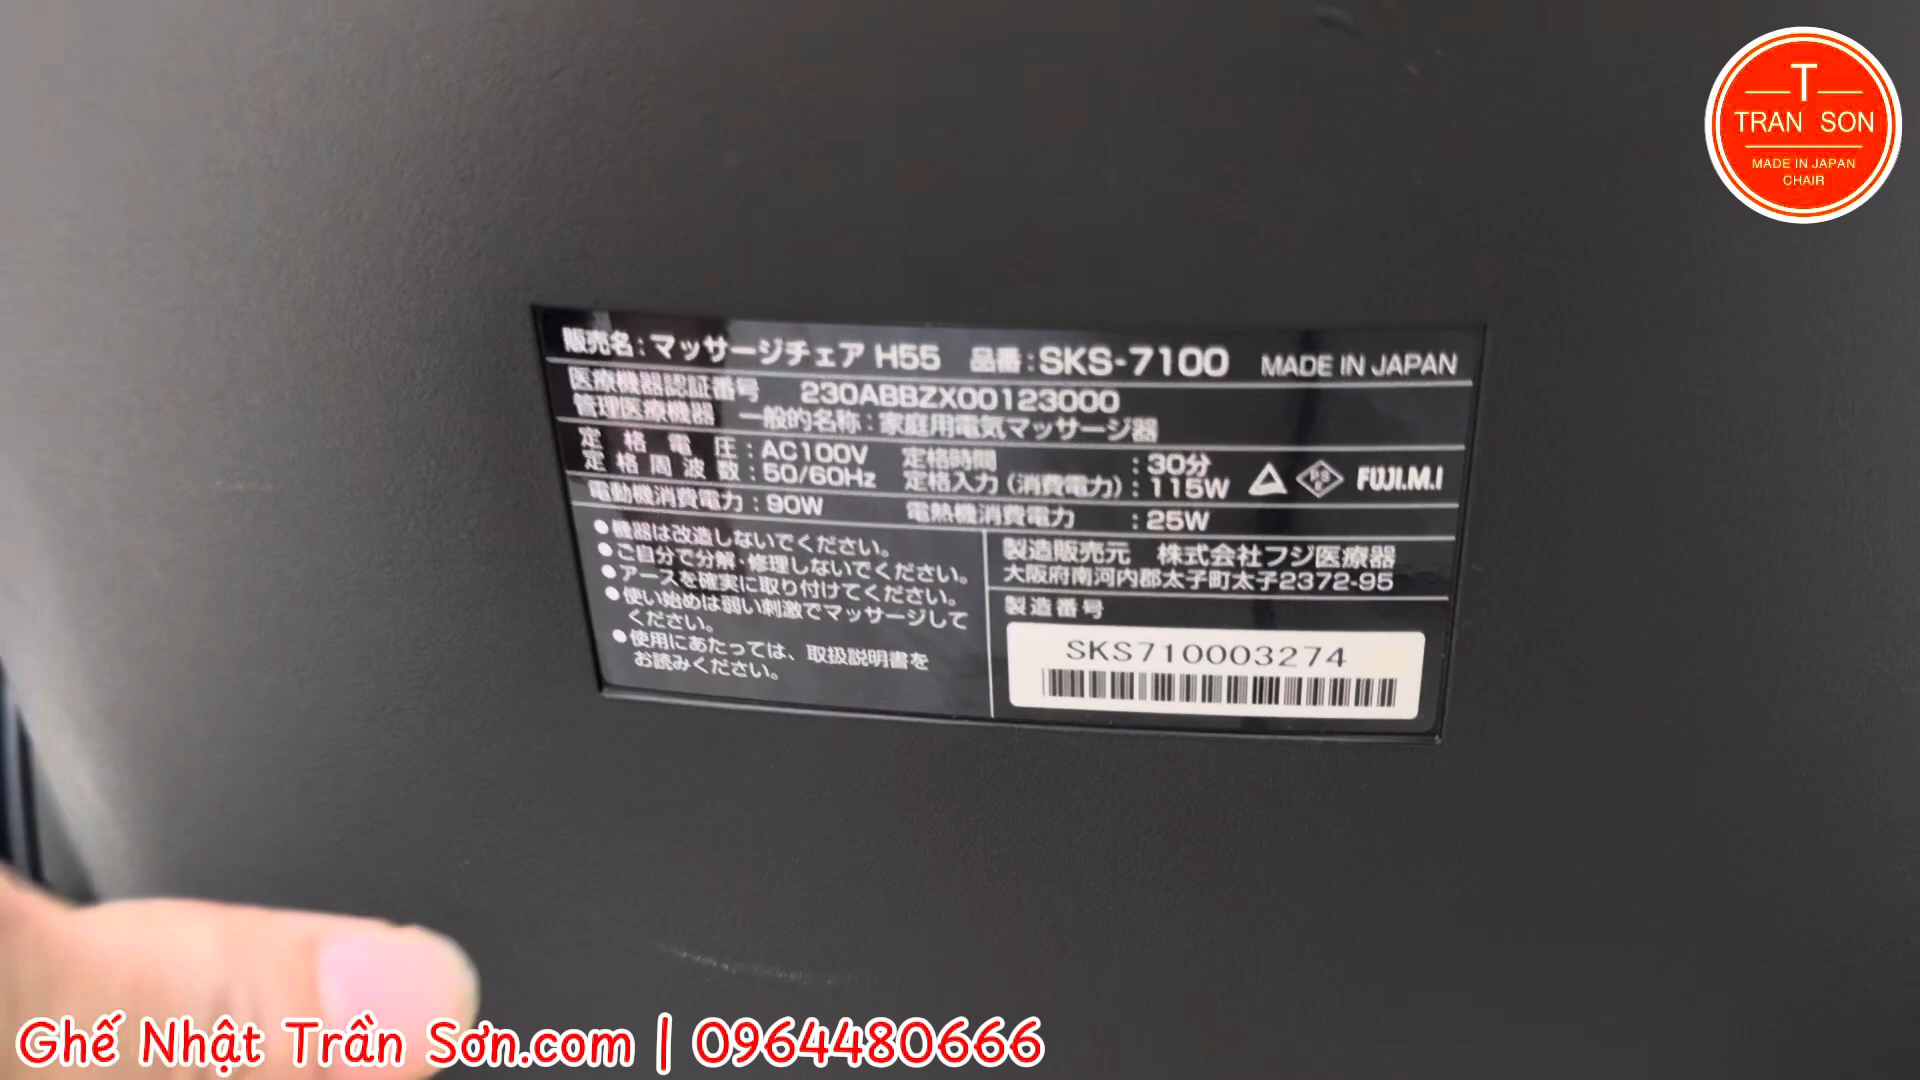 T
TRAN SON
MADE IN JAPAN
CHAIR
販売名:マッサージチェア H55 品番:SKS-7100 MADE IN JAPAN
医療機器認証番号 230ABBZX00123000
管理医療機器 一般的名称:家庭用電気マッサージ器
定格電圧:AC100V 定格時間:30分
定格周波数:50/60Hz 定格入力(消費電力):115W
PS E FUJI.M.I
電動機消費電力:90W 電熱機消費電力:25W
●機器は改造しないでください。
●ご自分で分解・修理しないでください。
●アースを確実に取り付けてください。
●使い始めは弱い刺激でマッサージして
ください。
●使用にあたっては、取扱説明書を
お読みください。
製造販売元 株式会社フジ医療器
大阪府南河内郡太子町太子2372-95
製造番号
SKS710003274
Ghế Nhật Trần Sơn.com | 0964480666